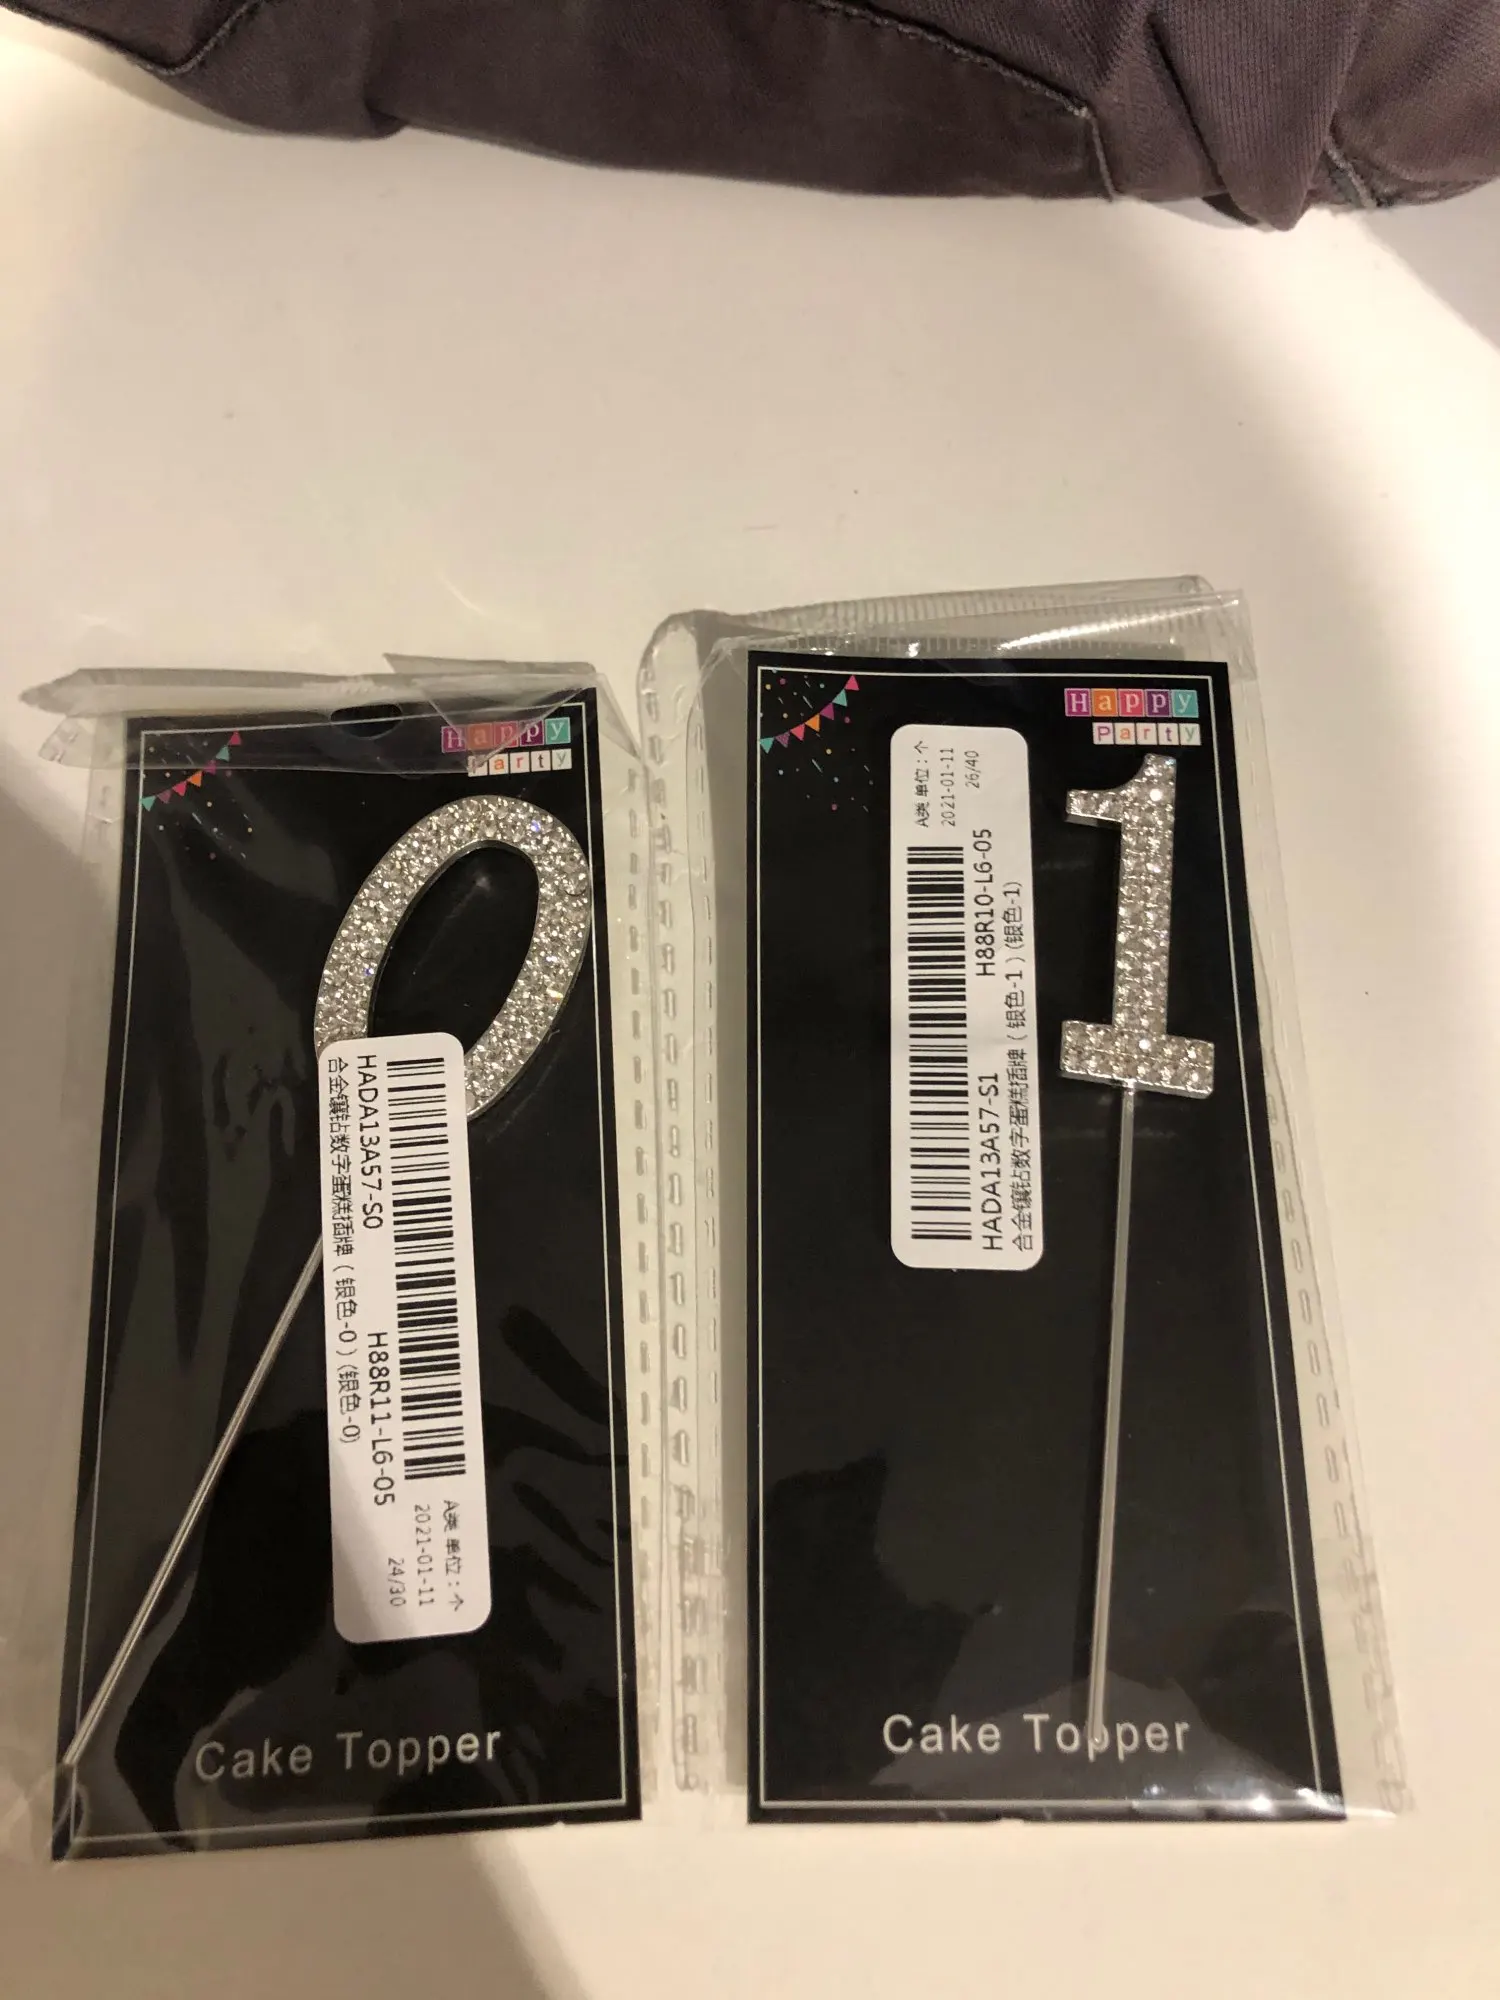 Happy
Party
HADA13A57-S0
H88R11-L6-05
合金镶钻数字蛋糕插牌（银色-0）(银色-0)
A类 单位：个
2021-01-11
24/30
Cake Topper
Happy
Party
A类 单位：个
2021-01-11
26/40
HADA13A57-S1
H88R10-L6-05
合金镶钻数字蛋糕插牌（银色-1）(银色-1)
1
Cake Topper
0